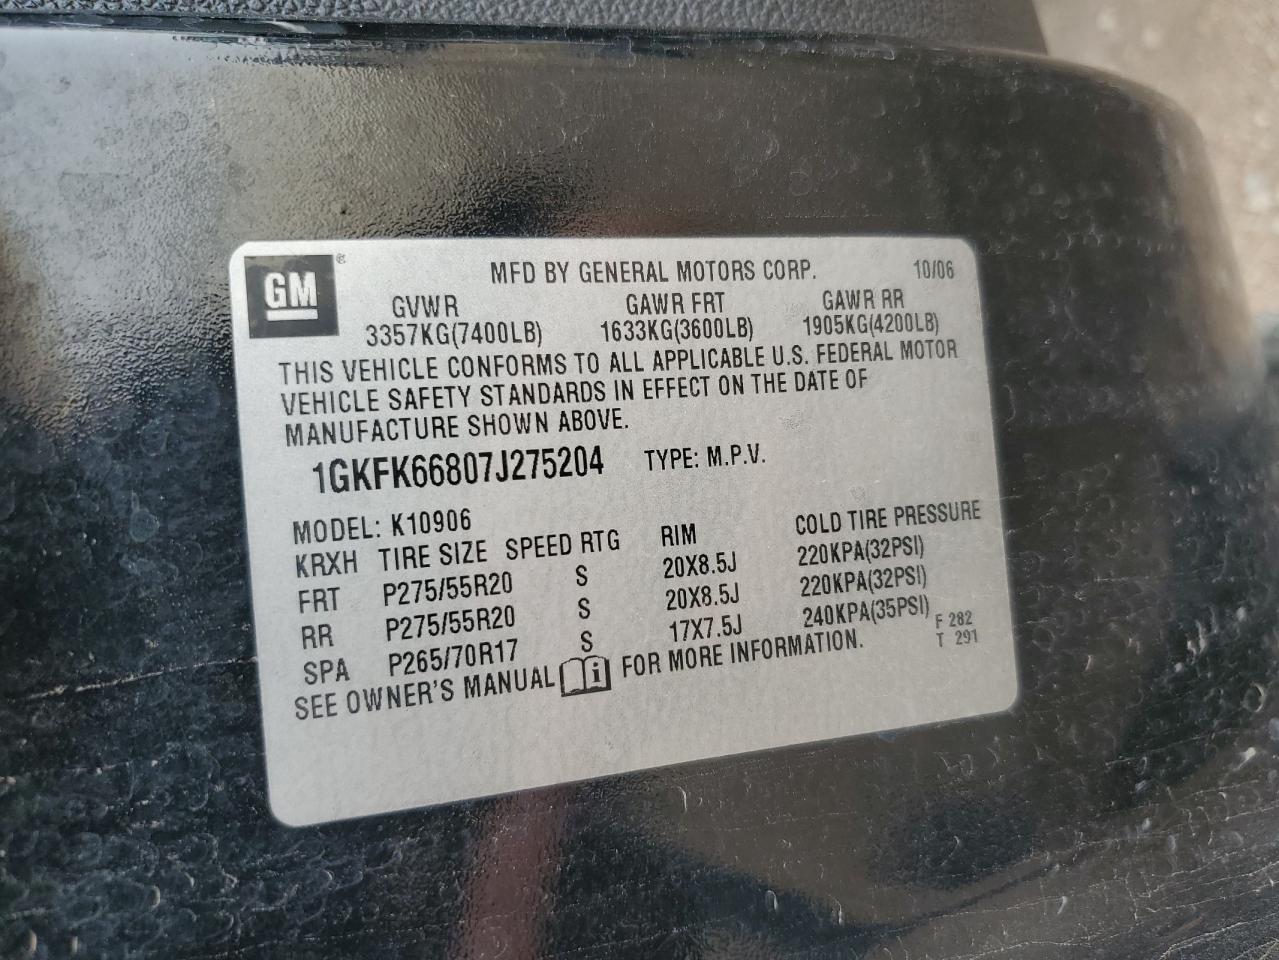 GM ®
MFD BY GENERAL MOTORS CORP. 10/06
GVWR GAWR FRT GAWR RR
3357KG(7400LB) 1633KG(3600LB) 1905KG(4200LB)
THIS VEHICLE CONFORMS TO ALL APPLICABLE U.S. FEDERAL MOTOR
VEHICLE SAFETY STANDARDS IN EFFECT ON THE DATE OF
MANUFACTURE SHOWN ABOVE.
1GKFK66807J275204 TYPE: M.P.V.
MODEL: K10906
KRXH TIRE SIZE SPEED RTG RIM COLD TIRE PRESSURE
FRT P275/55R20 S 20X8.5J 220KPA(32PSI)
RR P275/55R20 S 20X8.5J 220KPA(32PSI)
SPA P265/70R17 S 17X7.5J 240KPA(35PSI) F 282
SEE OWNER'S MANUAL i FOR MORE INFORMATION. T 291